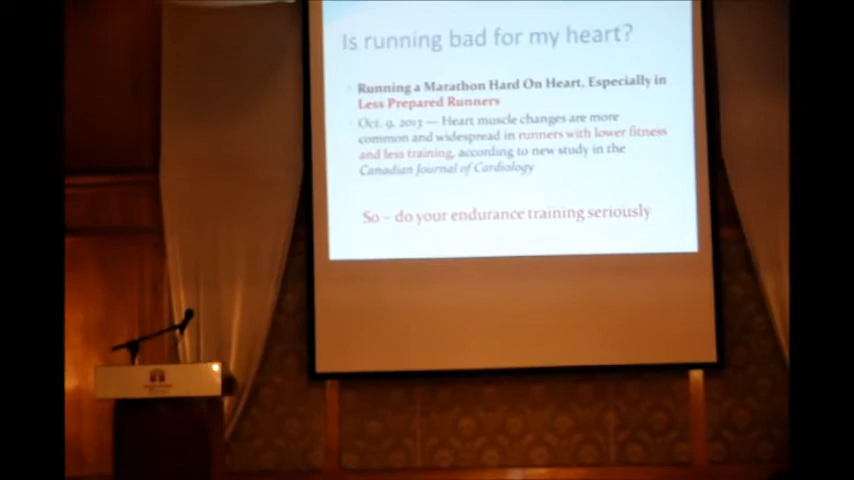 Is running bad for my heart?
Running a Marathon Hard On Heart, Especially in
Less Prepared Runners
Oct. 9, 2013 — Heart muscle changes are more
common and widespread in runners with lower fitness
and less training, according to new study in the
Canadian Journal of Cardiology
So – do your endurance training seriously